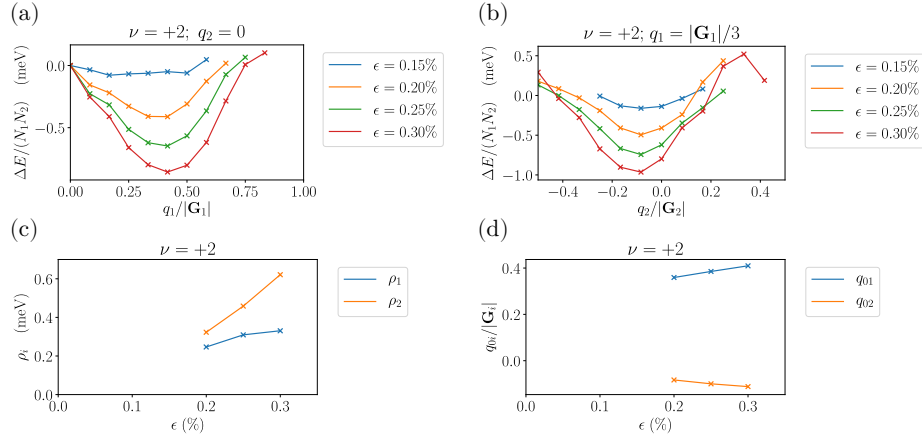 (a)
ν = +2; q₂ = 0
ΔE/(N₁N₂) (meV)
0.0
−0.5
0.00 0.25 0.50 0.75 1.00
q₁/|G₁|
ϵ = 0.15%
ϵ = 0.20%
ϵ = 0.25%
ϵ = 0.30%
(b)
ν = +2; q₁ = |G₁|/3
ΔE/(N₁N₂) (meV)
0.5
0.0
−0.5
−1.0
−0.4 −0.2 0.0 0.2 0.4
q₂/|G₂|
ϵ = 0.15%
ϵ = 0.20%
ϵ = 0.25%
ϵ = 0.30%
(c)
ν = +2
ρᵢ (meV)
0.6
0.4
0.2
0.0
0.0 0.1 0.2 0.3
ϵ (%)
ρ₁
ρ₂
(d)
ν = +2
q₀ᵢ/|Gᵢ|
0.4
0.2
0.0
0.0 0.1 0.2 0.3
ϵ (%)
q₀₁
q₀₂